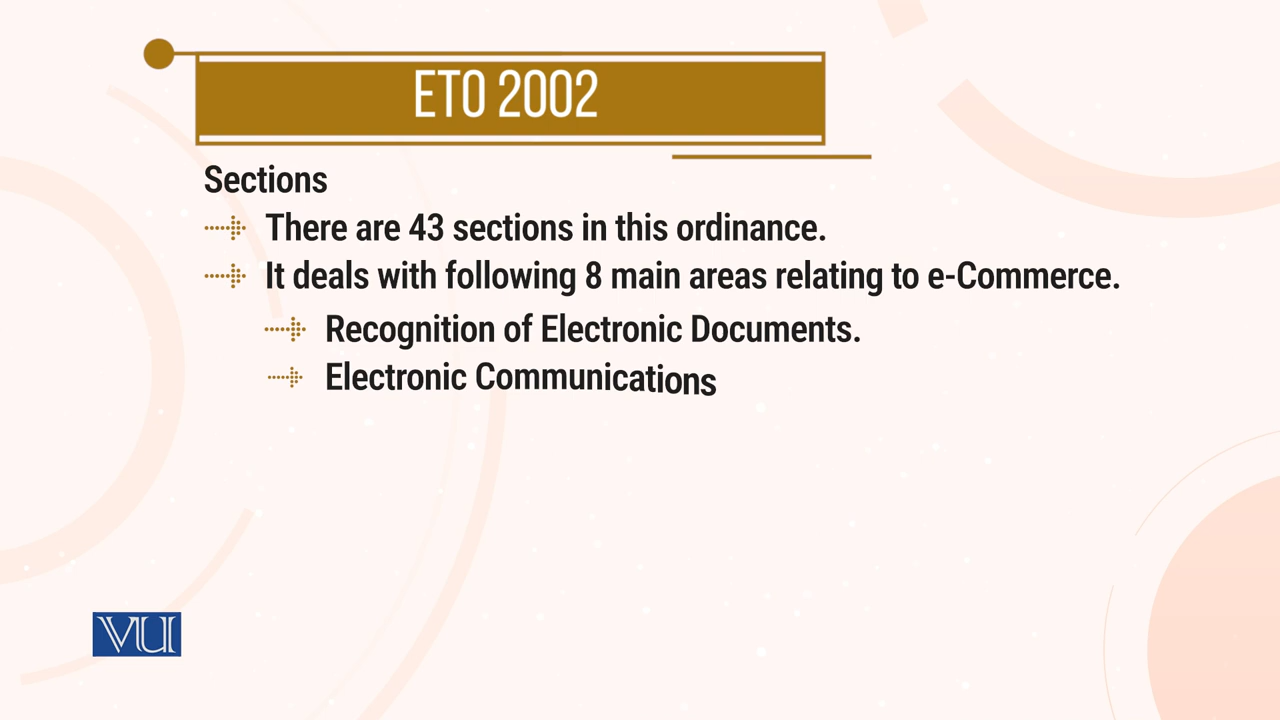 ETO 2002
Sections
There are 43 sections in this ordinance.
It deals with following 8 main areas relating to e-Commerce.
Recognition of Electronic Documents.
Electronic Communications
VU